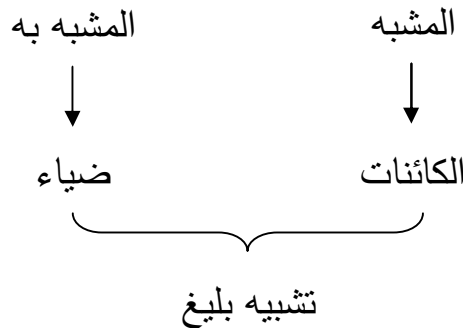 المشبه المشبه به
الكائنات ضياء
تشبيه بليغ